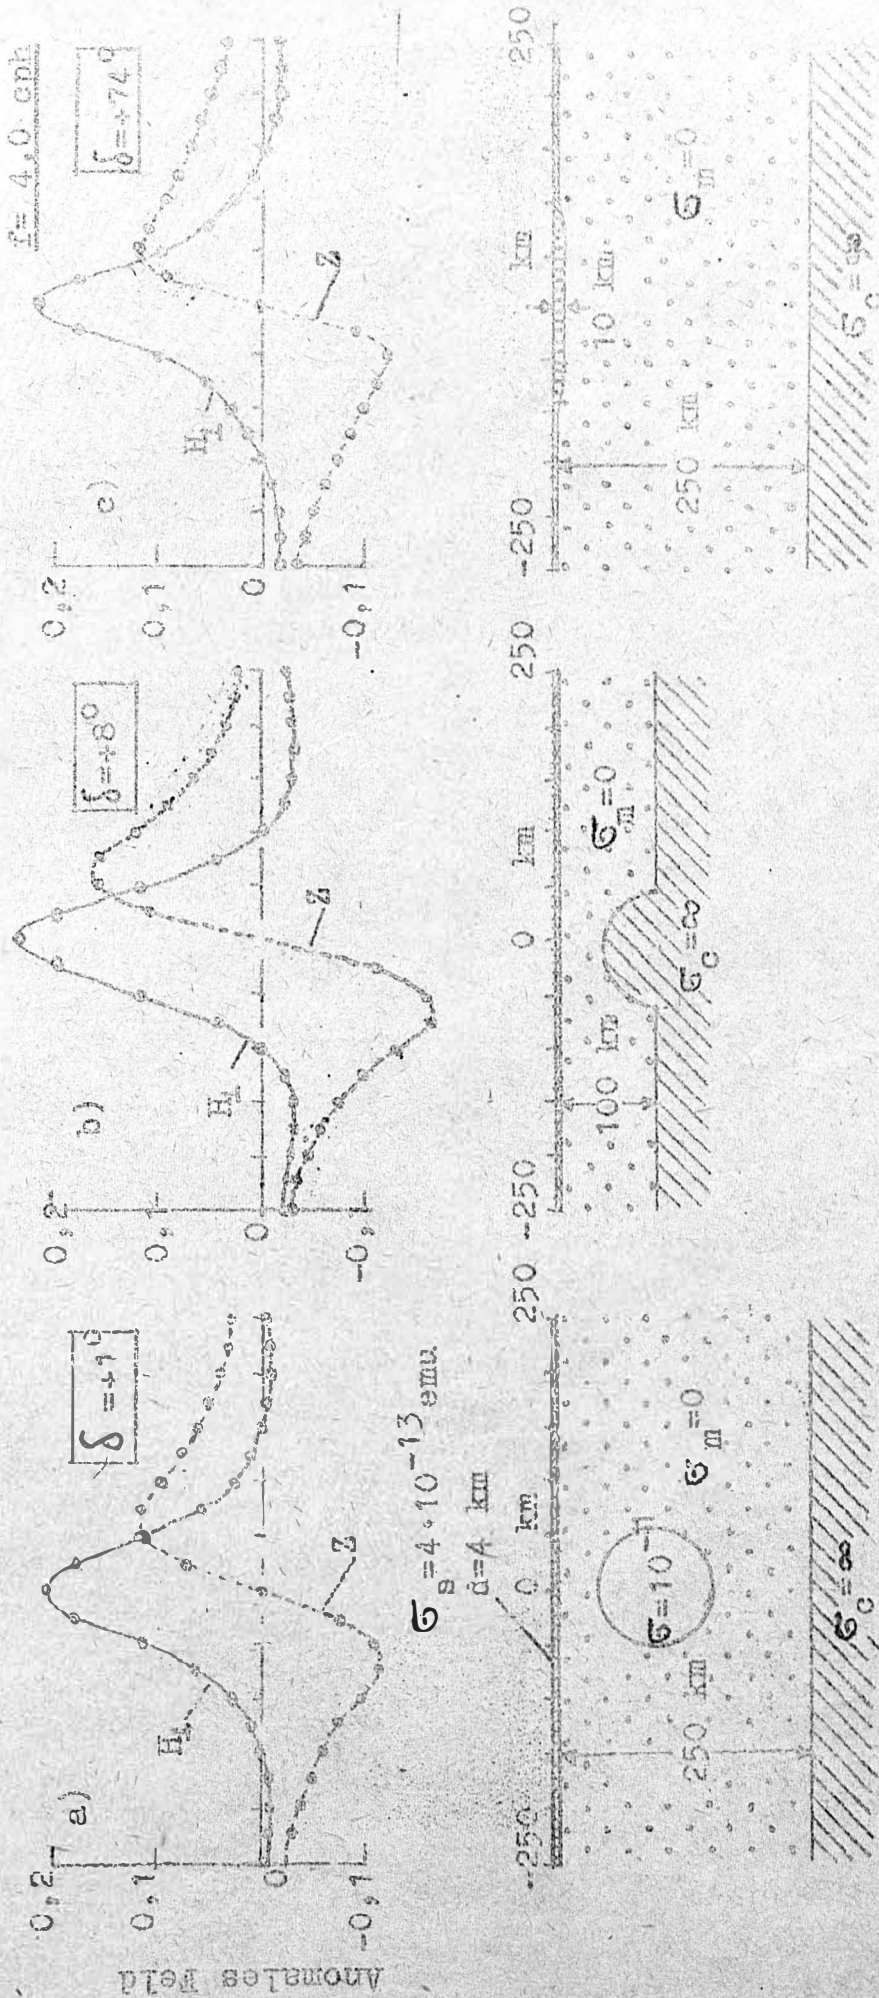 f= 4,0 cph
Anomales Feld
a)
0,2
0,1
0
-0,1
δ=+1°
H⊥
Z
b)
0,2
0,1
0
-0,1
δ=+8°
H⊥
Z
c)
0,2
0,1
0
-0,1
δ=+74°
H⊥
Z
σs=4·10⁻¹³ emu
d=4 km
-250
0 km
250
σ=10⁻¹¹
250 km
σm=0
σc=∞
-250
0 km
250
100 km
σm=0
σc=∞
-250
km
250
10 km
250 km
σm=0
σc=∞